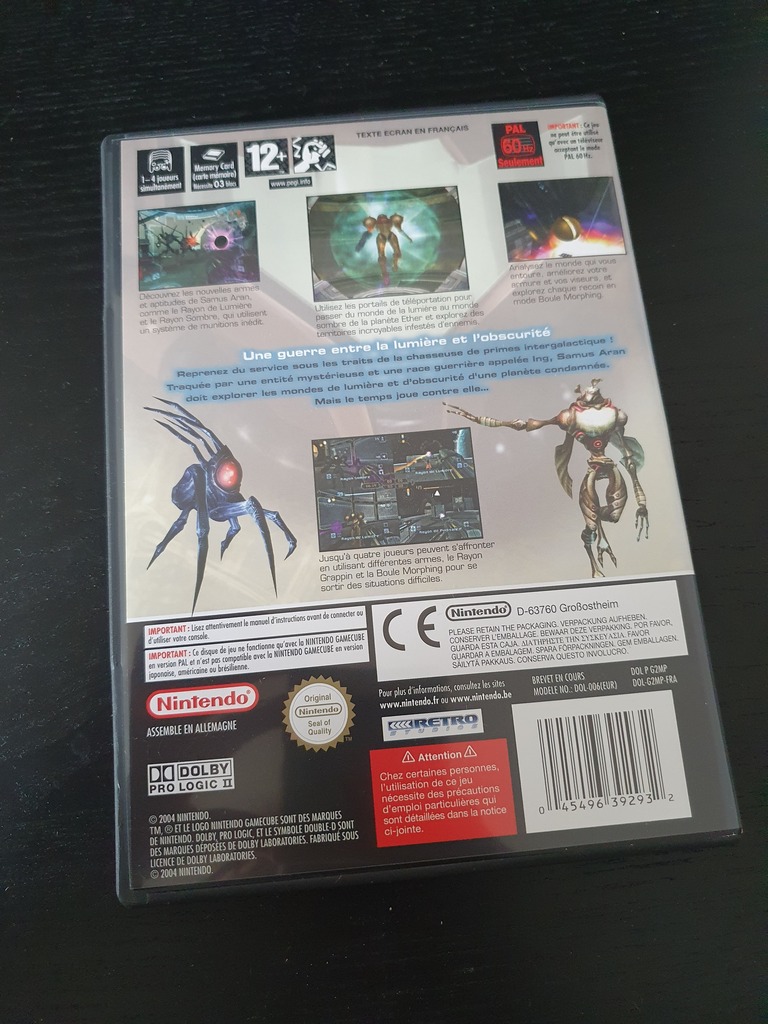 TEXTE ECRAN EN FRANÇAIS
1-4 joueurs
simultanément
Memory Card
(carte mémoire)
Nécessite 03 blocs
12+
www.pegi.info
PAL
60Hz
Seulement
IMPORTANT : Ce jeu
ne peut être utilisé
qu'avec un téléviseur
acceptant le mode
PAL 60 Hz.
Découvrez les nouvelles armes
et aptitudes de Samus Aran,
comme le Rayon de Lumière
et le Rayon Sombre, qui utilisent
un système de munitions inédit.
Utilisez les portails de téléportation pour
passer du monde de la lumière au monde
sombre de la planète Ether et explorez des
territoires incroyables infestés d'ennemis.
Analysez le monde qui vous
entoure, améliorez votre
armure et vos viseurs, et
explorez chaque recoin en
mode Boule Morphing.
Une guerre entre la lumière et l'obscurité
Reprenez du service sous les traits de la chasseuse de primes intergalactique !
Traquée par une entité mystérieuse et une race guerrière appelée Ing, Samus Aran
doit explorer les mondes de lumière et d'obscurité d'une planète condamnée.
Mais le temps joue contre elle...
Jusqu'à quatre joueurs peuvent s'affronter
en utilisant différentes armes, le Rayon
Grappin et la Boule Morphing pour se
sortir des situations difficiles.
IMPORTANT : Lisez attentivement le manuel d'instructions avant de connecter ou
d'utiliser votre console.
IMPORTANT : Ce disque de jeu ne fonctionne qu'avec la NINTENDO GAMECUBE
en version PAL et n'est pas compatible avec la NINTENDO GAMECUBE en version
japonaise, américaine ou brésilienne.
CE
Nintendo D-63760 Großostheim
PLEASE RETAIN THE PACKAGING. VERPACKUNG AUFHEBEN.
CONSERVER L'EMBALLAGE. BEWAAR DEZE VERPAKKING. POR FAVOR,
GUARDA ESTA CAJA. ΔΙΑΤΗΡΗΣΤΕ ΤΗΝ ΣΥΣΚΕΥΑΣΙΑ. FAVOR
GUARDAR A EMBALAGEM. SPARA FÖRPACKNINGEN. GEM EMBALLAGEN.
SÄILYTÄ PAKKAUS. CONSERVA QUESTO INVOLUCRO.
Nintendo®
ASSEMBLE EN ALLEMAGNE
Original
Nintendo
Seal of
Quality
TM
Pour plus d'informations, consultez les sites
www.nintendo.fr ou www.nintendo.be
BREVET EN COURS
MODELE NO.: DOL-006(EUR)
DOL P G2MP
DOL-G2MP-FRA
RETRO
STUDIOS
DOLBY
PRO LOGIC II
Attention
Chez certaines personnes,
l'utilisation de ce jeu
nécessite des précautions
d'emploi particulières qui
sont détaillées dans la notice
ci-jointe.
0 45496 39293 2
© 2004 NINTENDO.
TM, ® ET LE LOGO NINTENDO GAMECUBE SONT DES MARQUES
DE NINTENDO. DOLBY, PRO LOGIC, ET LE SYMBOLE DOUBLE-D SONT
DES MARQUES DÉPOSÉES DE DOLBY LABORATORIES. FABRIQUÉ SOUS
LICENCE DE DOLBY LABORATORIES.
© 2004 NINTENDO.